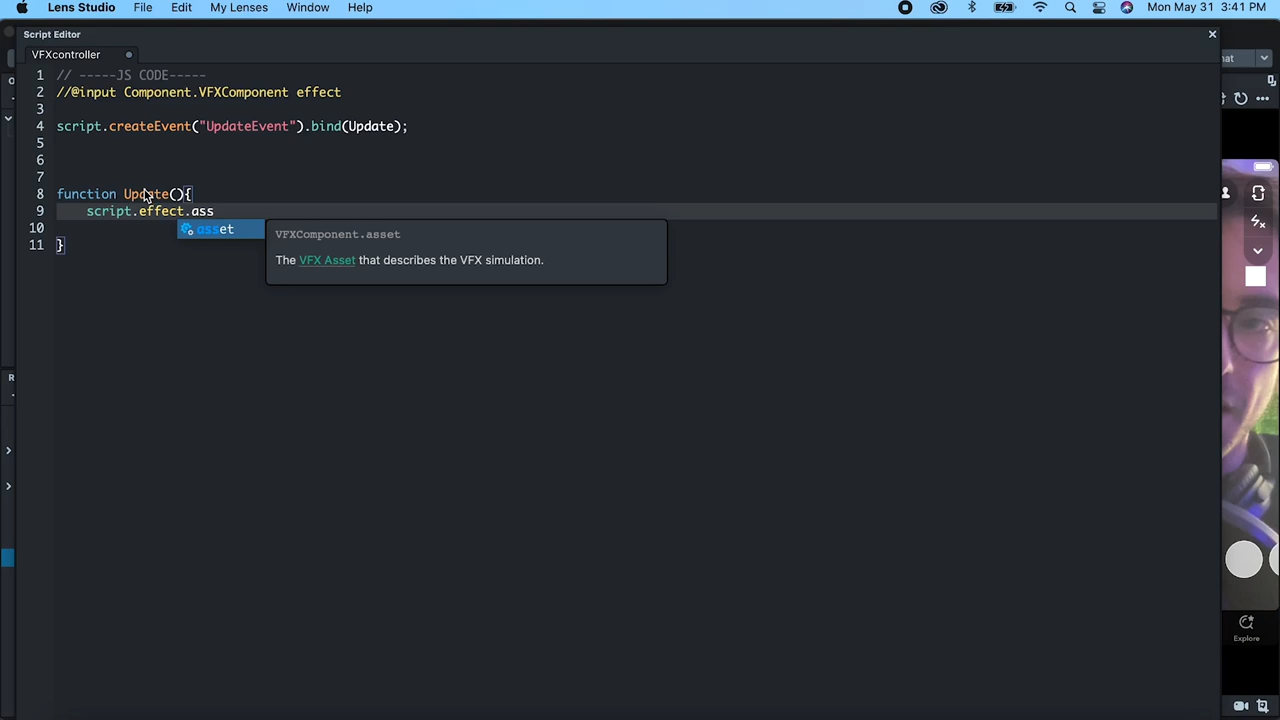 Lens Studio File Edit My Lenses Window Help Mon May 31 3:41 PM
Script Editor
VFXcontroller
1 // -----JS CODE-----
2 //@input Component.VFXComponent effect
3
4 script.createEvent("UpdateEvent").bind(Update);
5
6
7
8 function Update(){
9 script.effect.ass
10
11 }
asset
VFXComponent.asset
The VFX Asset that describes the VFX simulation.
Explore